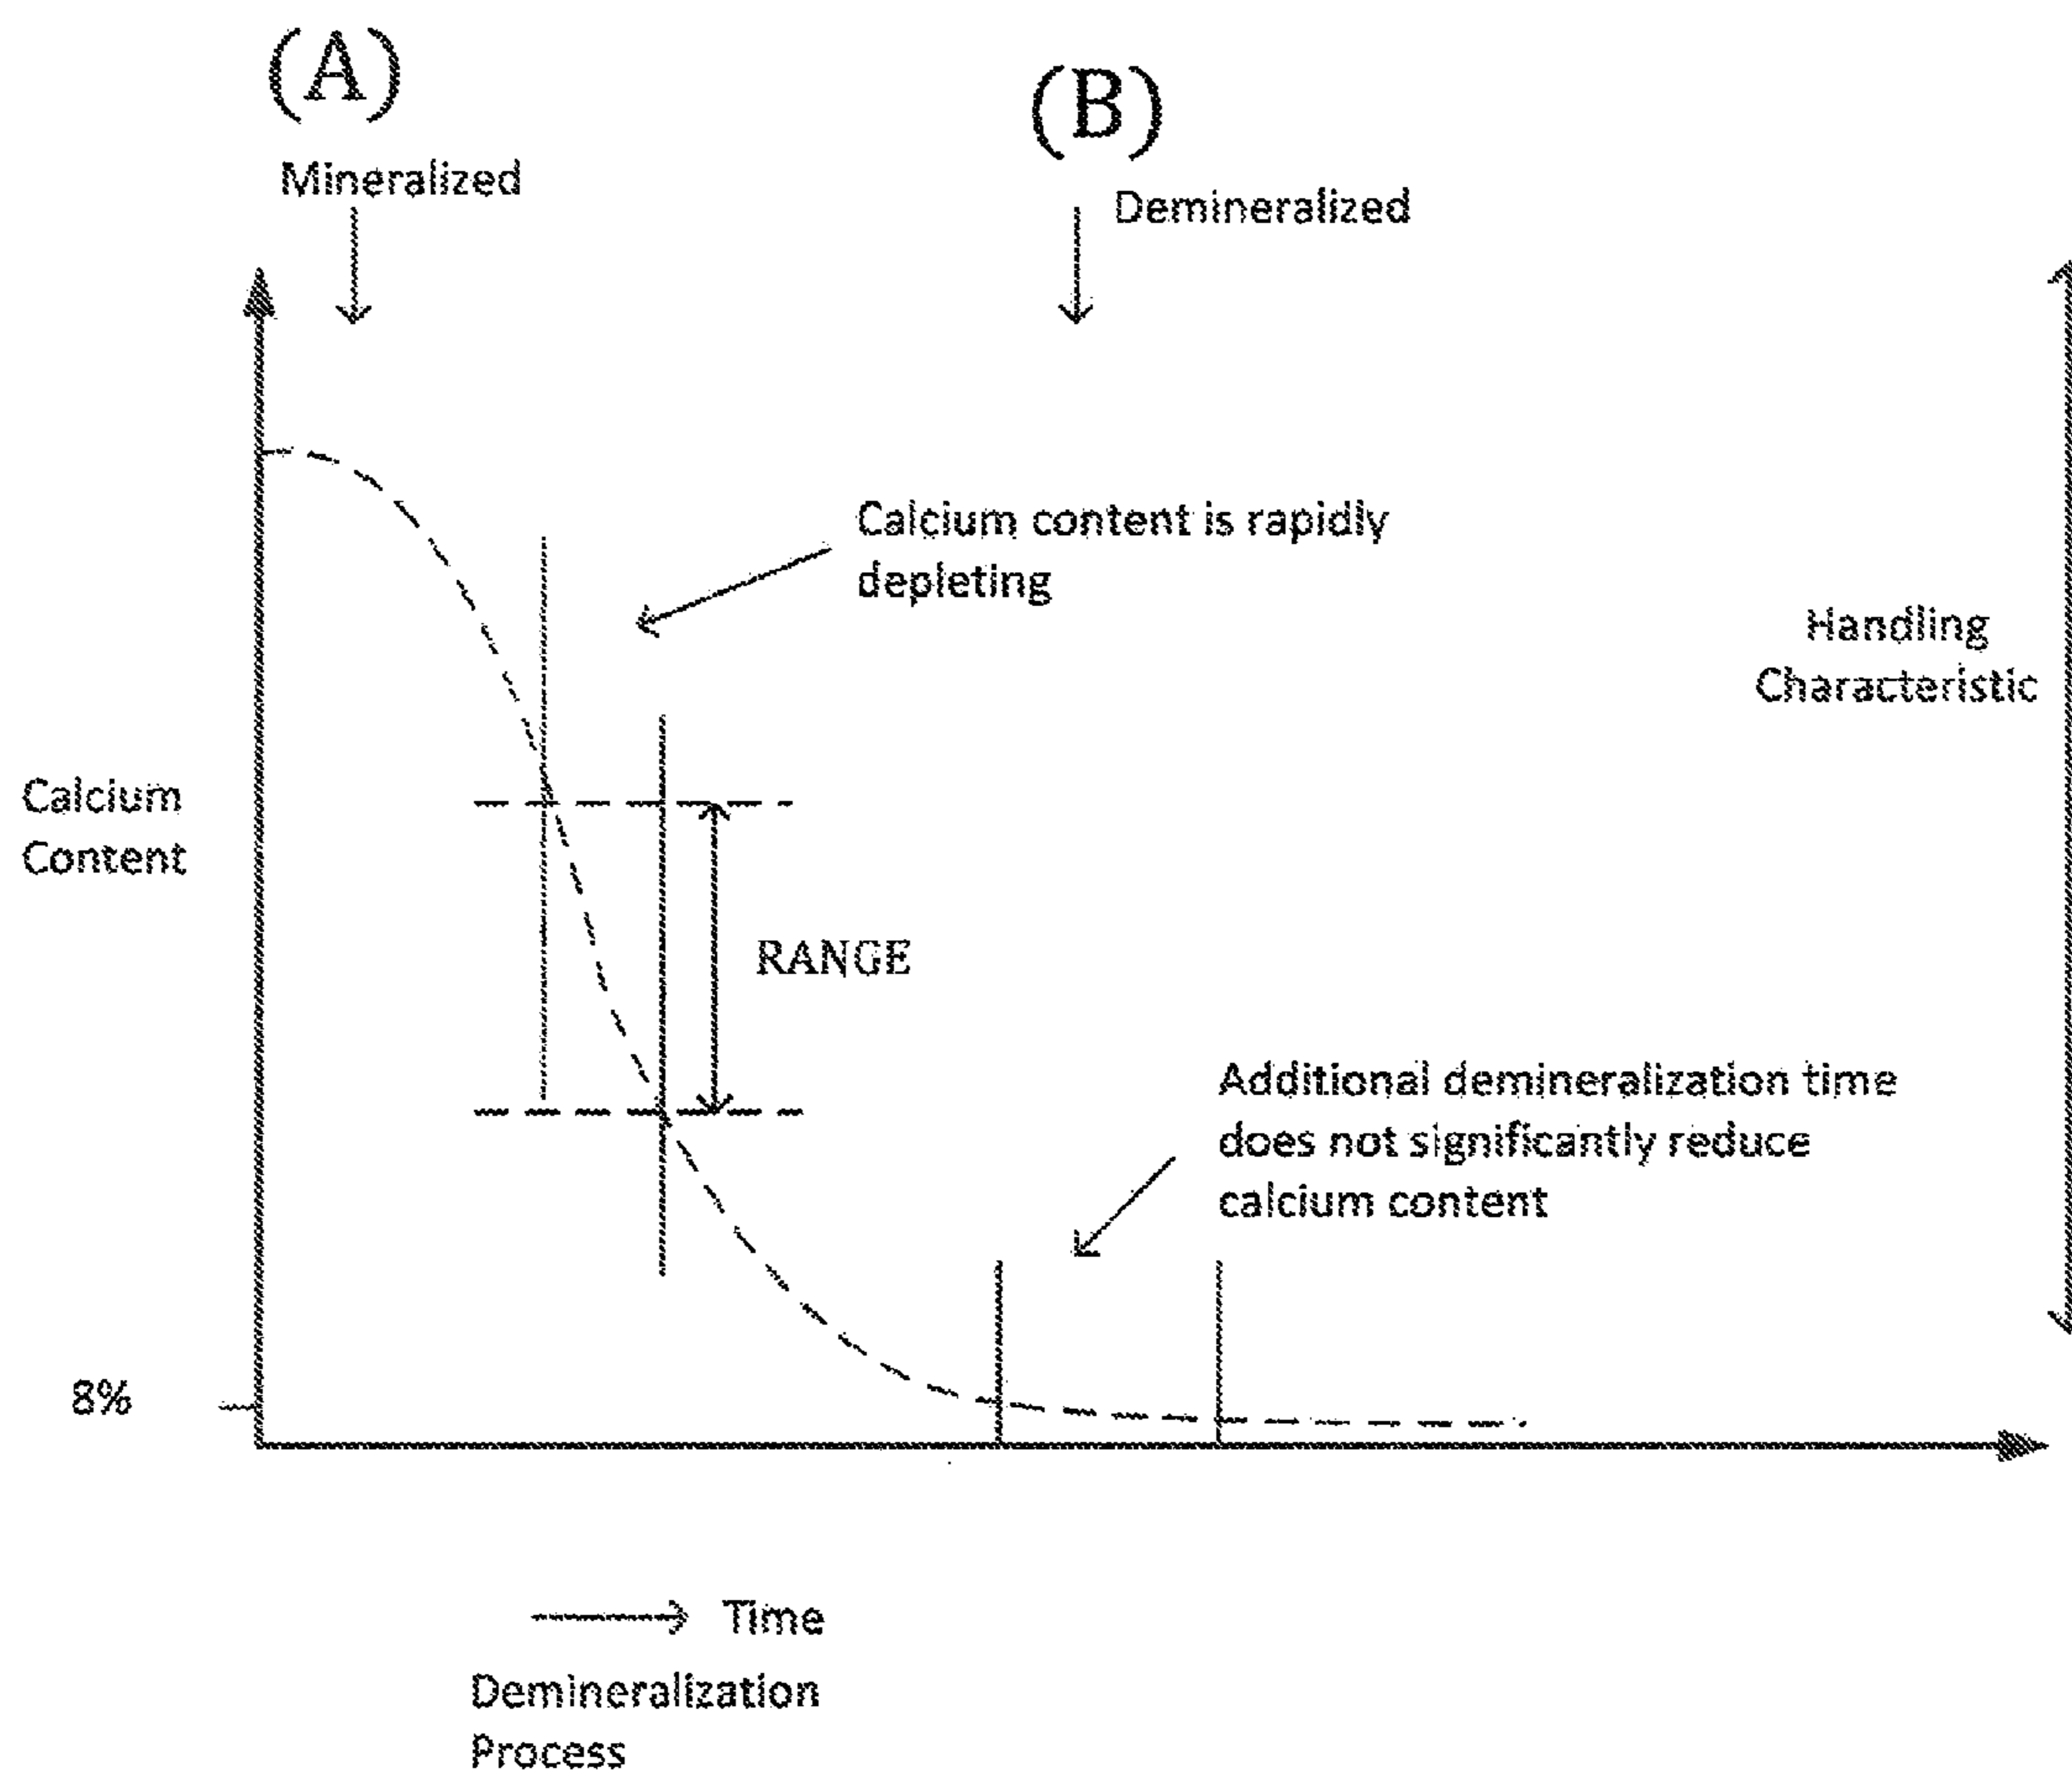 (A)
(B)
Mineralized
Demineralized
Calcium content is rapidly
depleting
Handling
Characteristic
Calcium
Content
RANGE
Additional demineralization time
does not significantly reduce
calcium content
8%
Time
Demineralization
Process